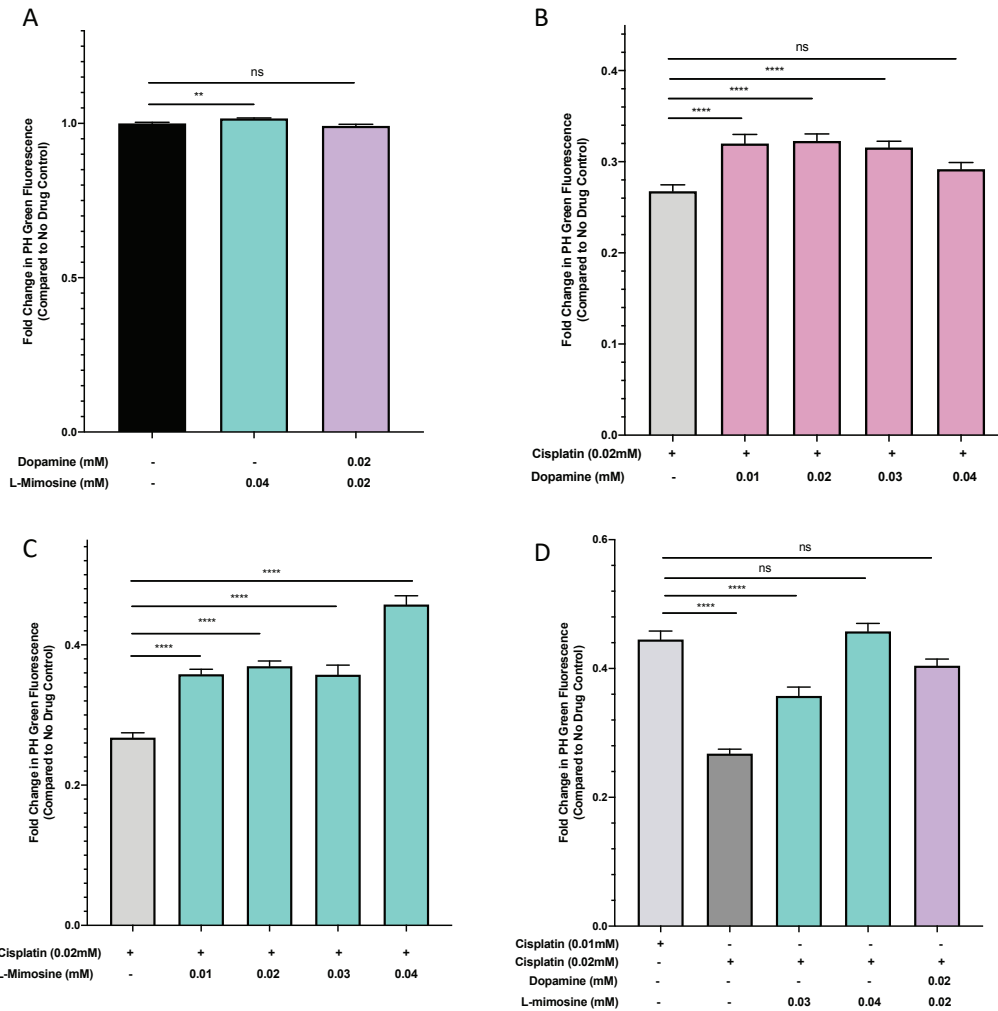 A
Fold Change in PH Green Fluorescence
(Compared to No Drug Control)
ns
**
1.0
0.5
0.0
Dopamine (mM) - - 0.02
L-Mimosine (mM) - 0.04 0.02
B
Fold Change in PH Green Fluorescence
(Compared to No Drug Control)
ns
****
****
****
0.4
0.3
0.2
0.1
0.0
Cisplatin (0.02mM) + + + + +
Dopamine (mM) - 0.01 0.02 0.03 0.04
C
Fold Change in PH Green Fluorescence
(Compared to No Drug Control)
****
****
****
****
0.4
0.2
0.0
Cisplatin (0.02mM) + + + + +
L-Mimosine (mM) - 0.01 0.02 0.03 0.04
D
Fold Change in PH Green Fluorescence
(Compared to No Drug Control)
ns
ns
****
****
0.6
0.4
0.2
0.0
Cisplatin (0.01mM) + - - - -
Cisplatin (0.02mM) - + + + +
Dopamine (mM) - - - - 0.02
L-mimosine (mM) - - 0.03 0.04 0.02